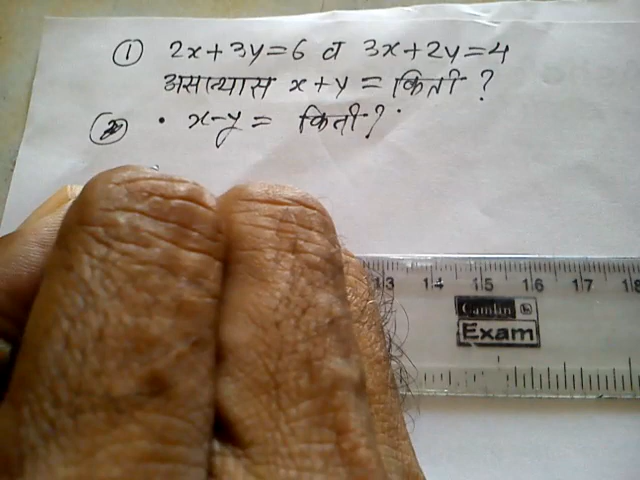 ① 2x+3y=6 व 3x+2y=4
असल्यास x+y = किती ?
② • x-y = किती ?
13 14 15 16 17 18
Camlin
Exam